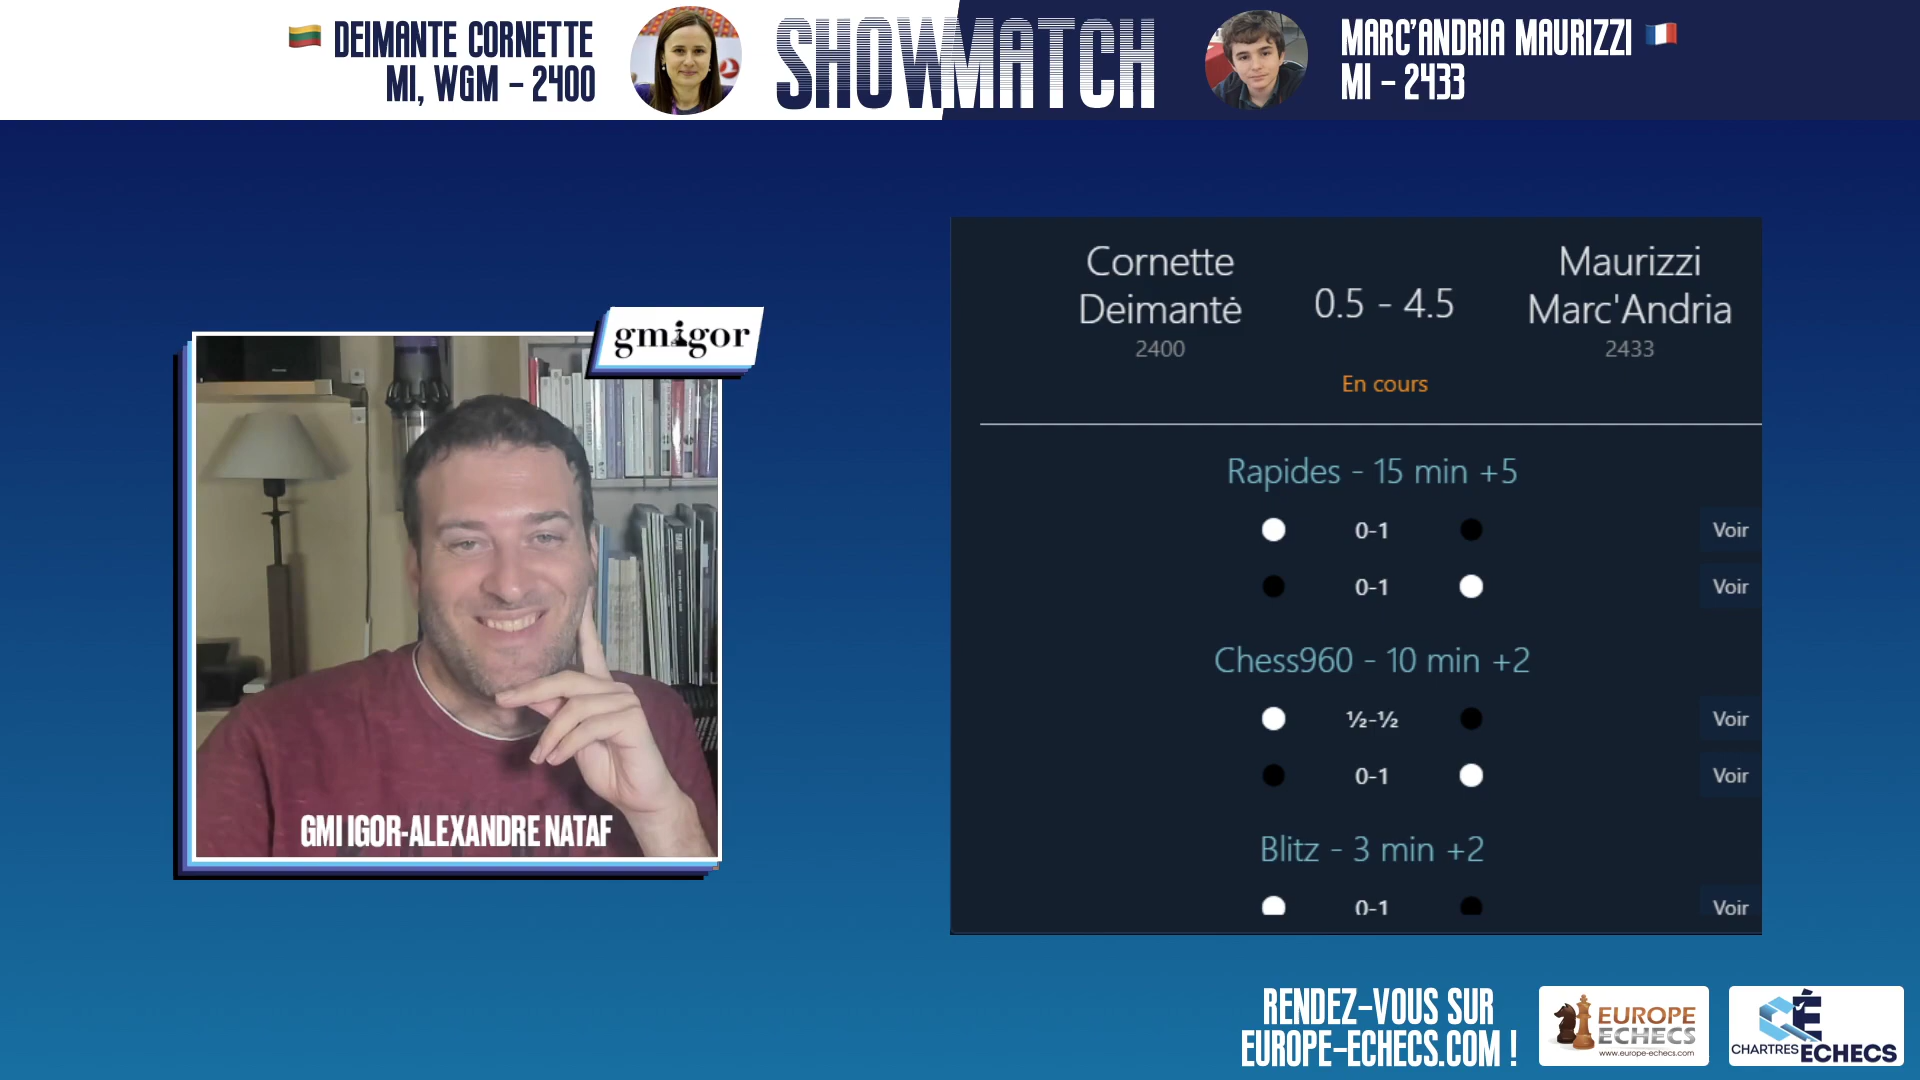 DEIMANTE CORNETTE
MI, WGM - 2400
SHOWMATCH
MARC'ANDRIA MAURIZZI
MI - 2433
gmigor
GMI IGOR-ALEXANDRE NATAF
Cornette
Deimantė
2400
0.5 - 4.5
Maurizzi
Marc'Andria
2433
En cours
Rapides - 15 min +5
0-1 Voir
0-1 Voir
Chess960 - 10 min +2
½-½ Voir
0-1 Voir
Blitz - 3 min +2
0-1 Voir
RENDEZ-VOUS SUR
EUROPE-ECHECS.COM !
EUROPE
ECHECS
www.europe-echecs.com
CÉ
CHARTRES ECHECS